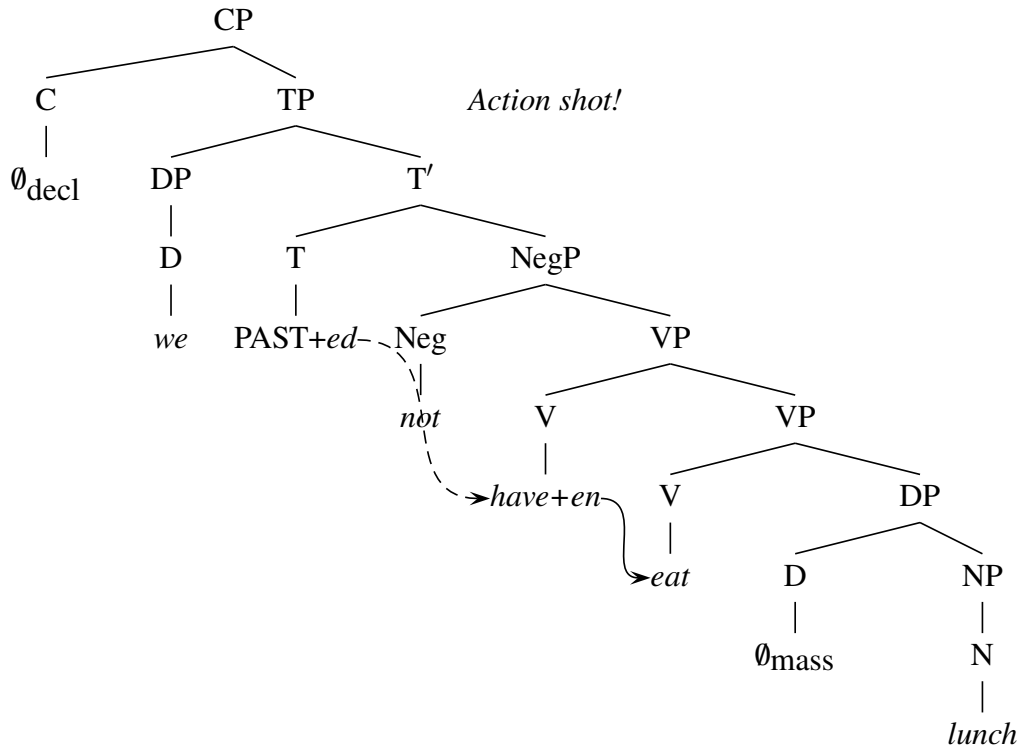 CP
C TP Action shot!
∅decl DP T′
D T NegP
we PAST+ed Neg VP
not V VP
have+en V DP
eat D NP
∅mass N
lunch